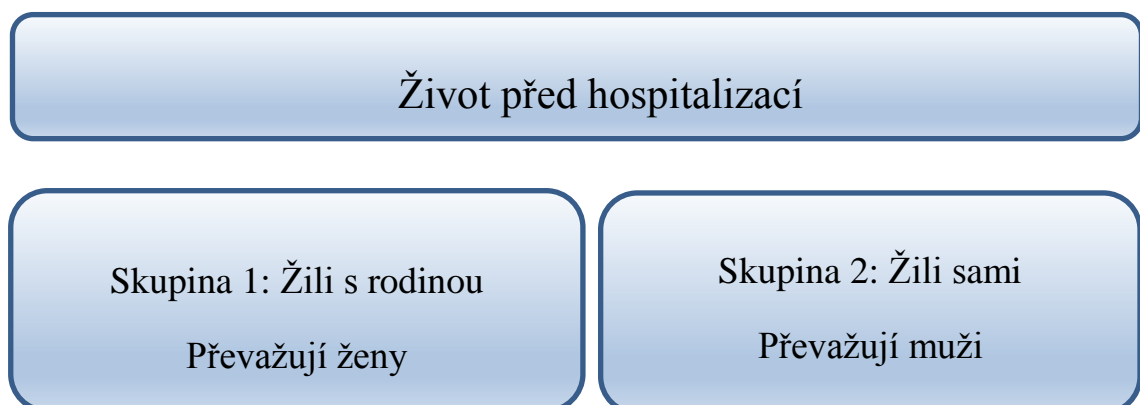 Život před hospitalizací
Skupina 1: Žili s rodinou
Převažují ženy
Skupina 2: Žili sami
Převažují muži